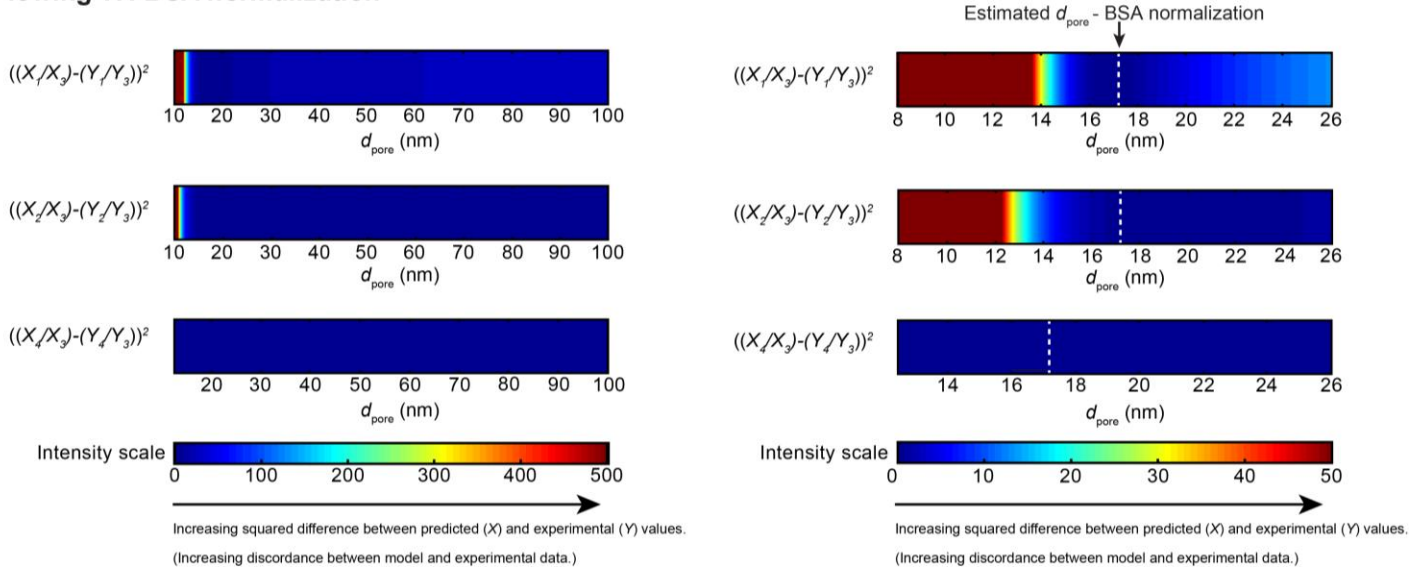 Estimated dpore - BSA normalization
((X1/X3)-(Y1/Y3))²
10 20 30 40 50 60 70 80 90 100
dpore (nm)
((X2/X3)-(Y2/Y3))²
10 20 30 40 50 60 70 80 90 100
dpore (nm)
((X4/X3)-(Y4/Y3))²
20 30 40 50 60 70 80 90 100
dpore (nm)
Intensity scale
0 100 200 300 400 500
Increasing squared difference between predicted (X) and experimental (Y) values.
(Increasing discordance between model and experimental data.)
((X1/X3)-(Y1/Y3))²
8 10 12 14 16 18 20 22 24 26
dpore (nm)
((X2/X3)-(Y2/Y3))²
8 10 12 14 16 18 20 22 24 26
dpore (nm)
((X4/X3)-(Y4/Y3))²
14 16 18 20 22 24 26
dpore (nm)
Intensity scale
0 10 20 30 40 50
Increasing squared difference between predicted (X) and experimental (Y) values.
(Increasing discordance between model and experimental data.)